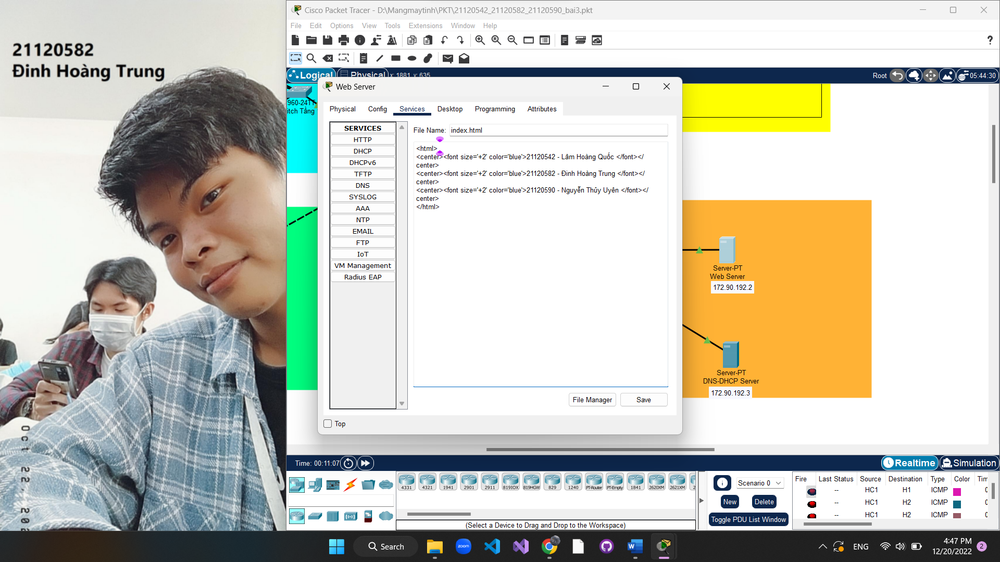 21120582
Đinh Hoàng Trung
Oct 22 20
Cisco Packet Tracer - D:\Mangmaytinh\PKT\21120542_21120582_21120590_bai3.pkt
File Edit Options View Tools Extensions Window Help
Logical Physical x: 1881, y: 635
Root 05:44:30
960-24TT
itch Tầng
Web Server
Physical Config Services Desktop Programming Attributes
SERVICES
HTTP
DHCP
DHCPv6
TFTP
DNS
SYSLOG
AAA
NTP
EMAIL
FTP
IoT
VM Management
Radius EAP
File Name: index.html
<html>
<center><font size='+2' color='blue'>21120542 - Lâm Hoàng Quốc </font></
center>
<center><font size='+2' color='blue'>21120582 - Đinh Hoàng Trung </font></
center>
<center><font size='+2' color='blue'>21120590 - Nguyễn Thủy Uyên </font></
center>
</html>
File Manager Save
Top
Server-PT
Web Server
172.90.192.2
Server-PT
DNS-DHCP Server
172.90.192.3
Time: 00:11:07
Realtime Simulation
4331 4321 1941 2901 2911 819IOX 819HGW 829 1240 PT-Router PT-Empty 1841 2620XM 2621XM 2
(Select a Device to Drag and Drop to the Workspace)
Scenario 0
New Delete
Toggle PDU List Window
Fire Last Status Source Destination Type Color Tim
-- HC1 H1 ICMP 0
-- HC1 H2 ICMP 0
-- HC1 H2 ICMP 0
Search
zoom
ENG
4:47 PM
12/20/2022
2